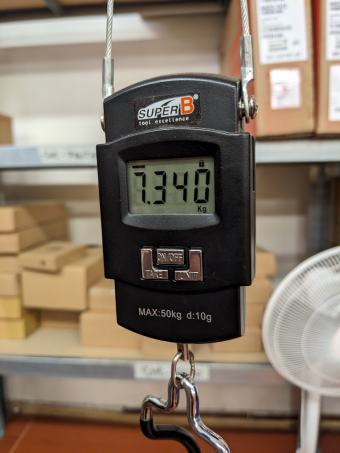 SUPER B
tool excellence
7.340
Kg
ON/OFF
TARE UNIT
MAX:50kg d:10g